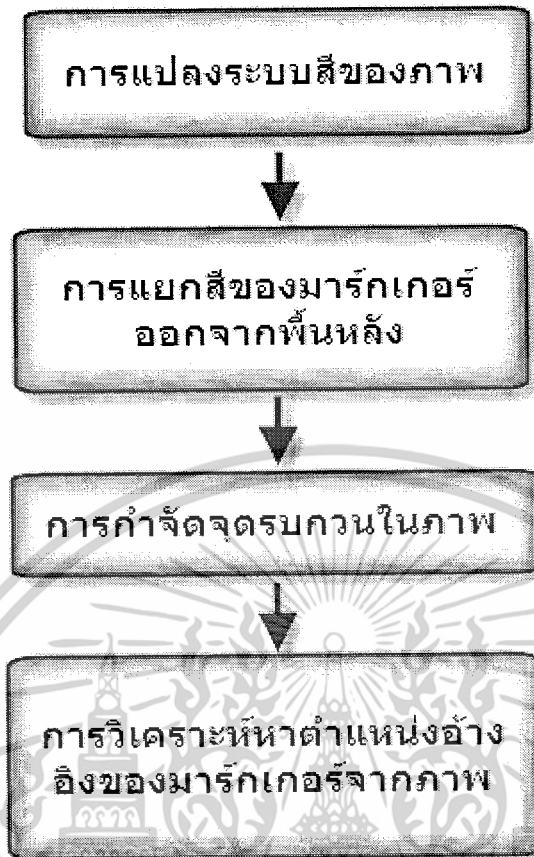 การแปลงระบบสีของภาพ
การแยกสีของมาร์กเกอร์
ออกจากพื้นหลัง
การกำจัดจุดรบกวนในภาพ
การวิเคราะห์หาตำแหน่งอ้าง
อิงของมาร์กเกอร์จากภาพ